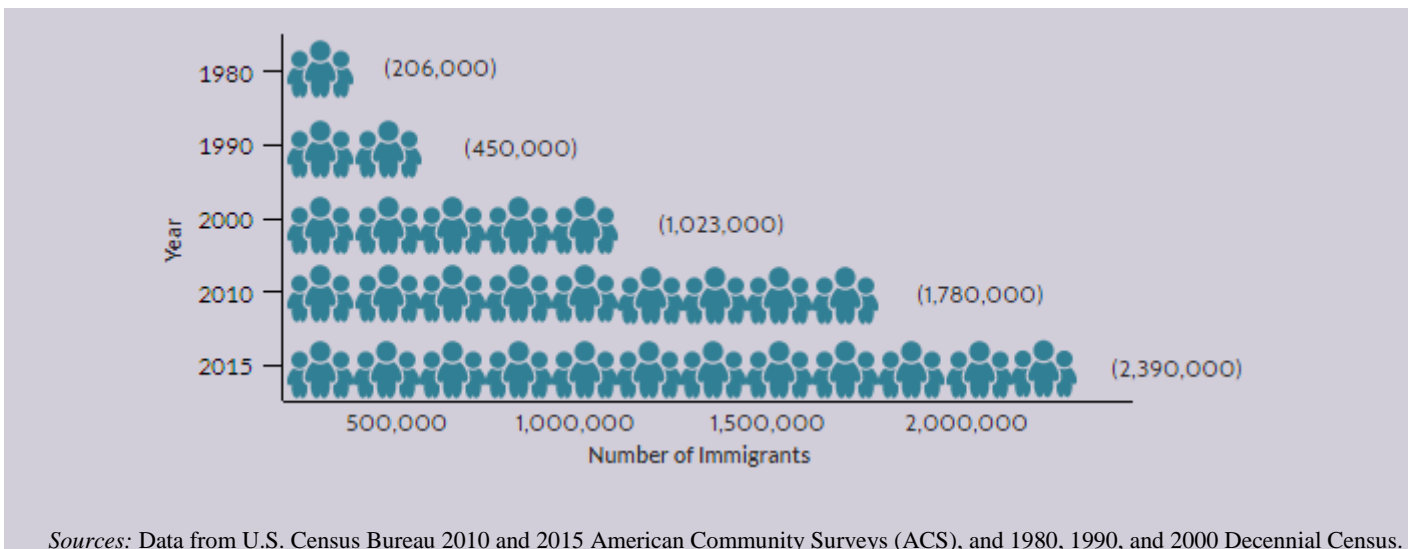 1980 (206,000)
1990 (450,000)
2000 (1,023,000)
Year
2010 (1,780,000)
2015 (2,390,000)
500,000 1,000,000 1,500,000 2,000,000
Number of Immigrants
Sources: Data from U.S. Census Bureau 2010 and 2015 American Community Surveys (ACS), and 1980, 1990, and 2000 Decennial Census.